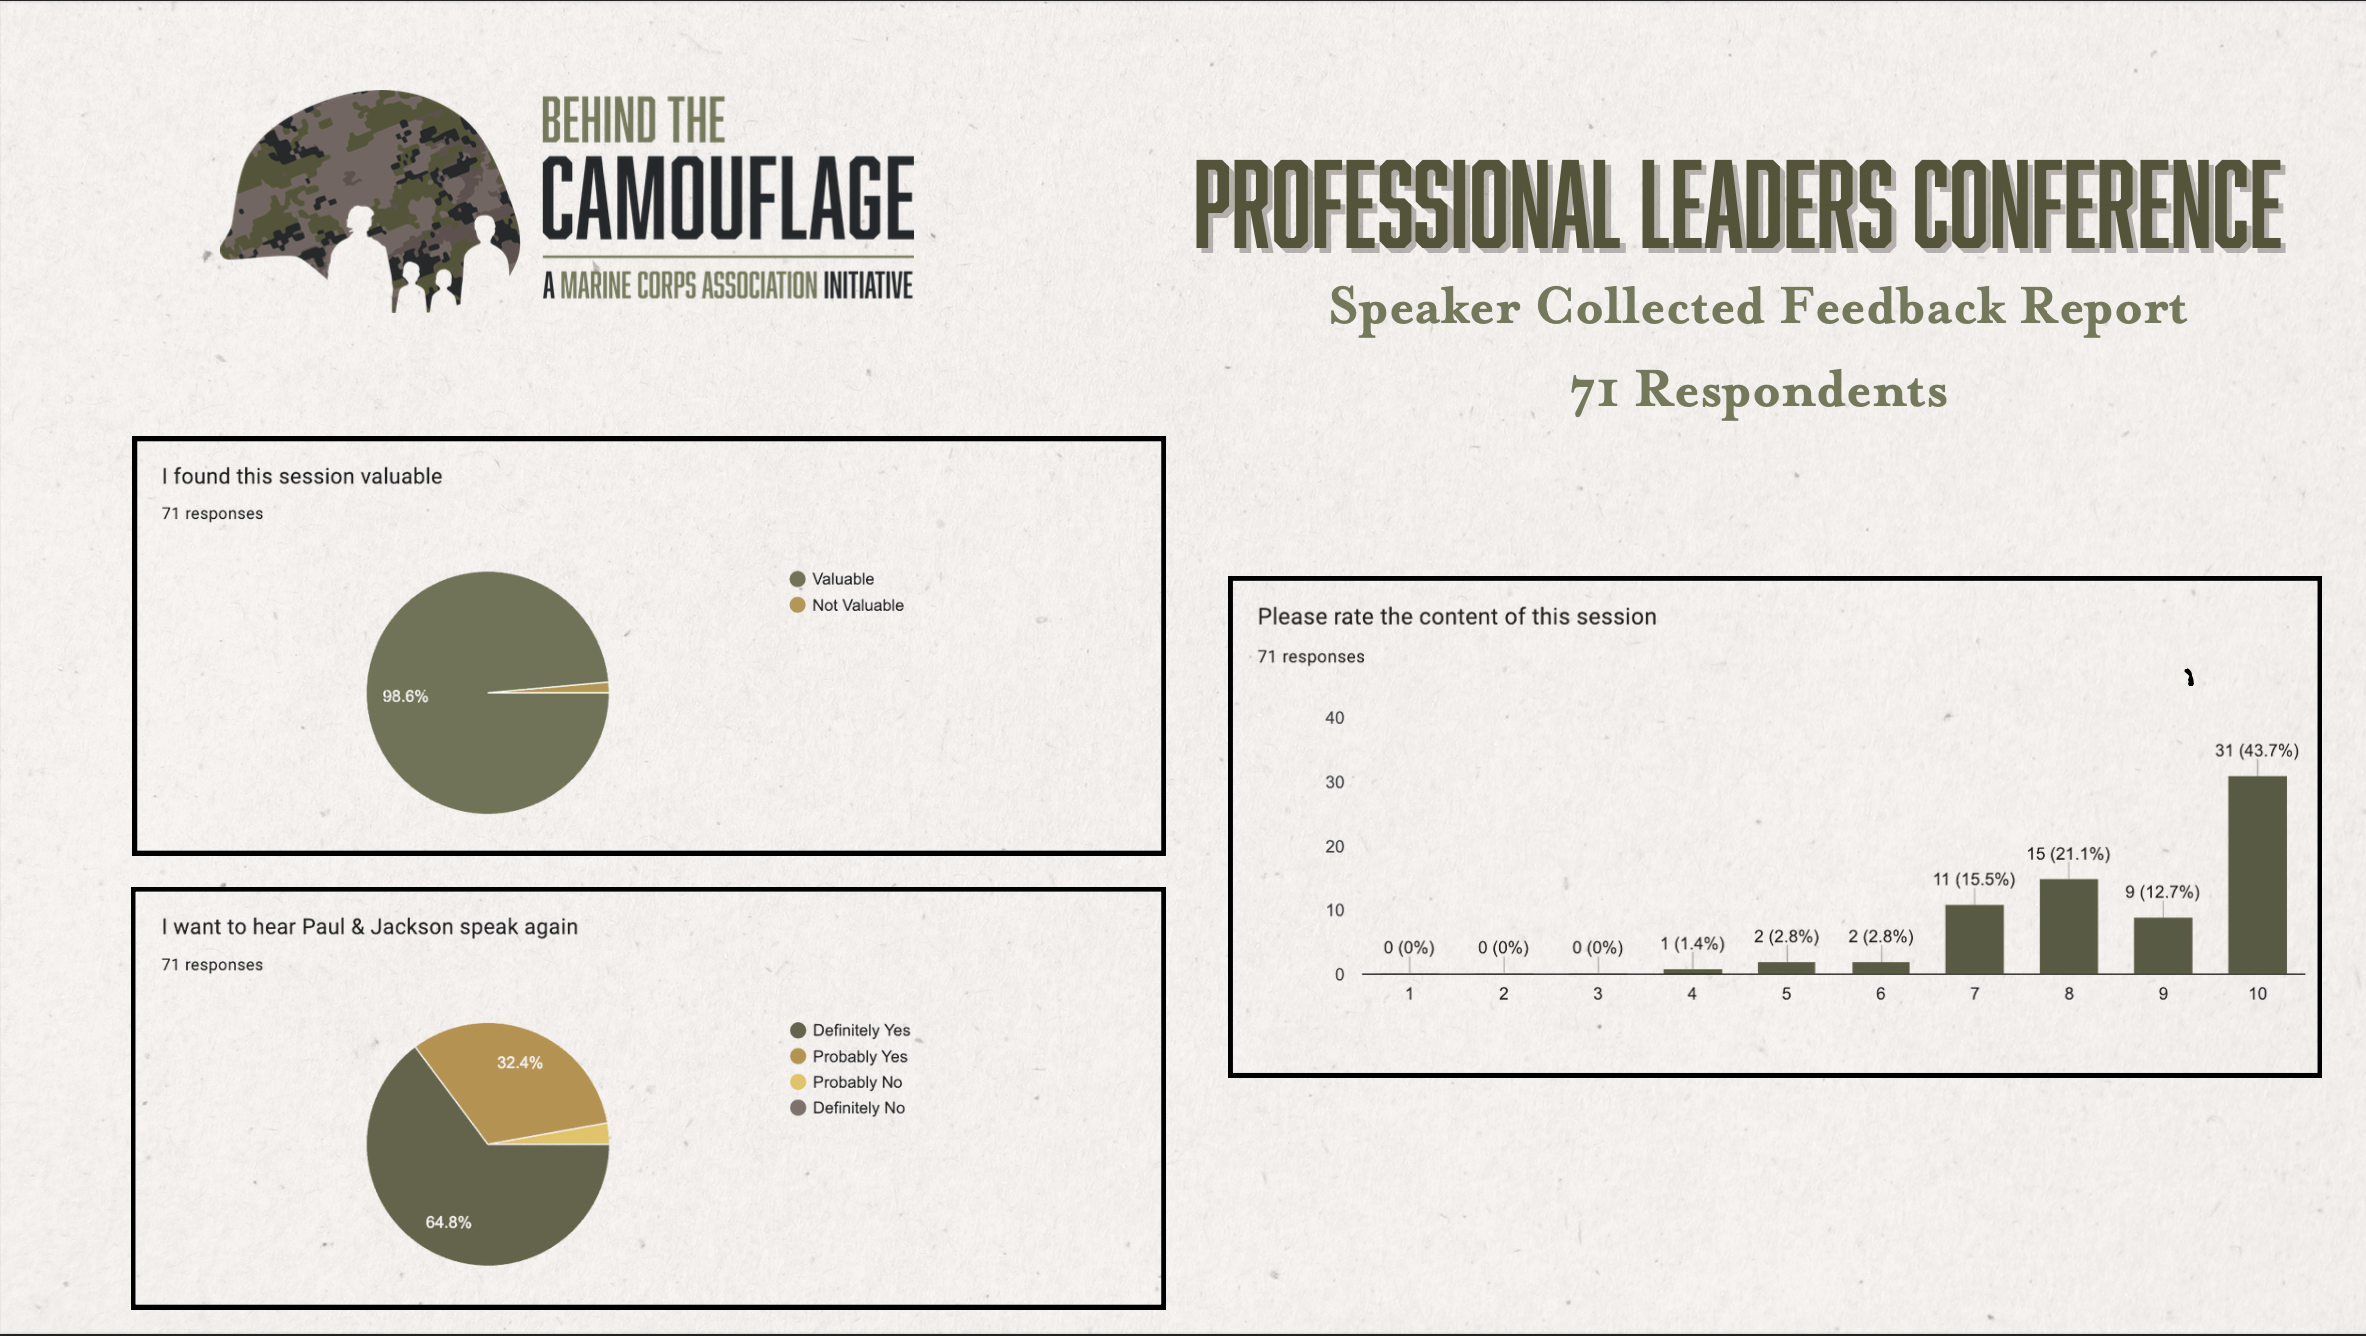 BEHIND THE
CAMOUFLAGE
A MARINE CORPS ASSOCIATION INITIATIVE
PROFESSIONAL LEADERS CONFERENCE
Speaker Collected Feedback Report
71 Respondents
I found this session valuable
71 responses
Valuable
Not Valuable
98.6%
I want to hear Paul & Jackson speak again
71 responses
Definitely Yes
Probably Yes
Probably No
Definitely No
32.4%
64.8%
Please rate the content of this session
71 responses
40
30
20
10
0
0 (0%)
0 (0%)
0 (0%)
1 (1.4%)
2 (2.8%)
2 (2.8%)
11 (15.5%)
15 (21.1%)
9 (12.7%)
31 (43.7%)
1 2 3 4 5 6 7 8 9 10